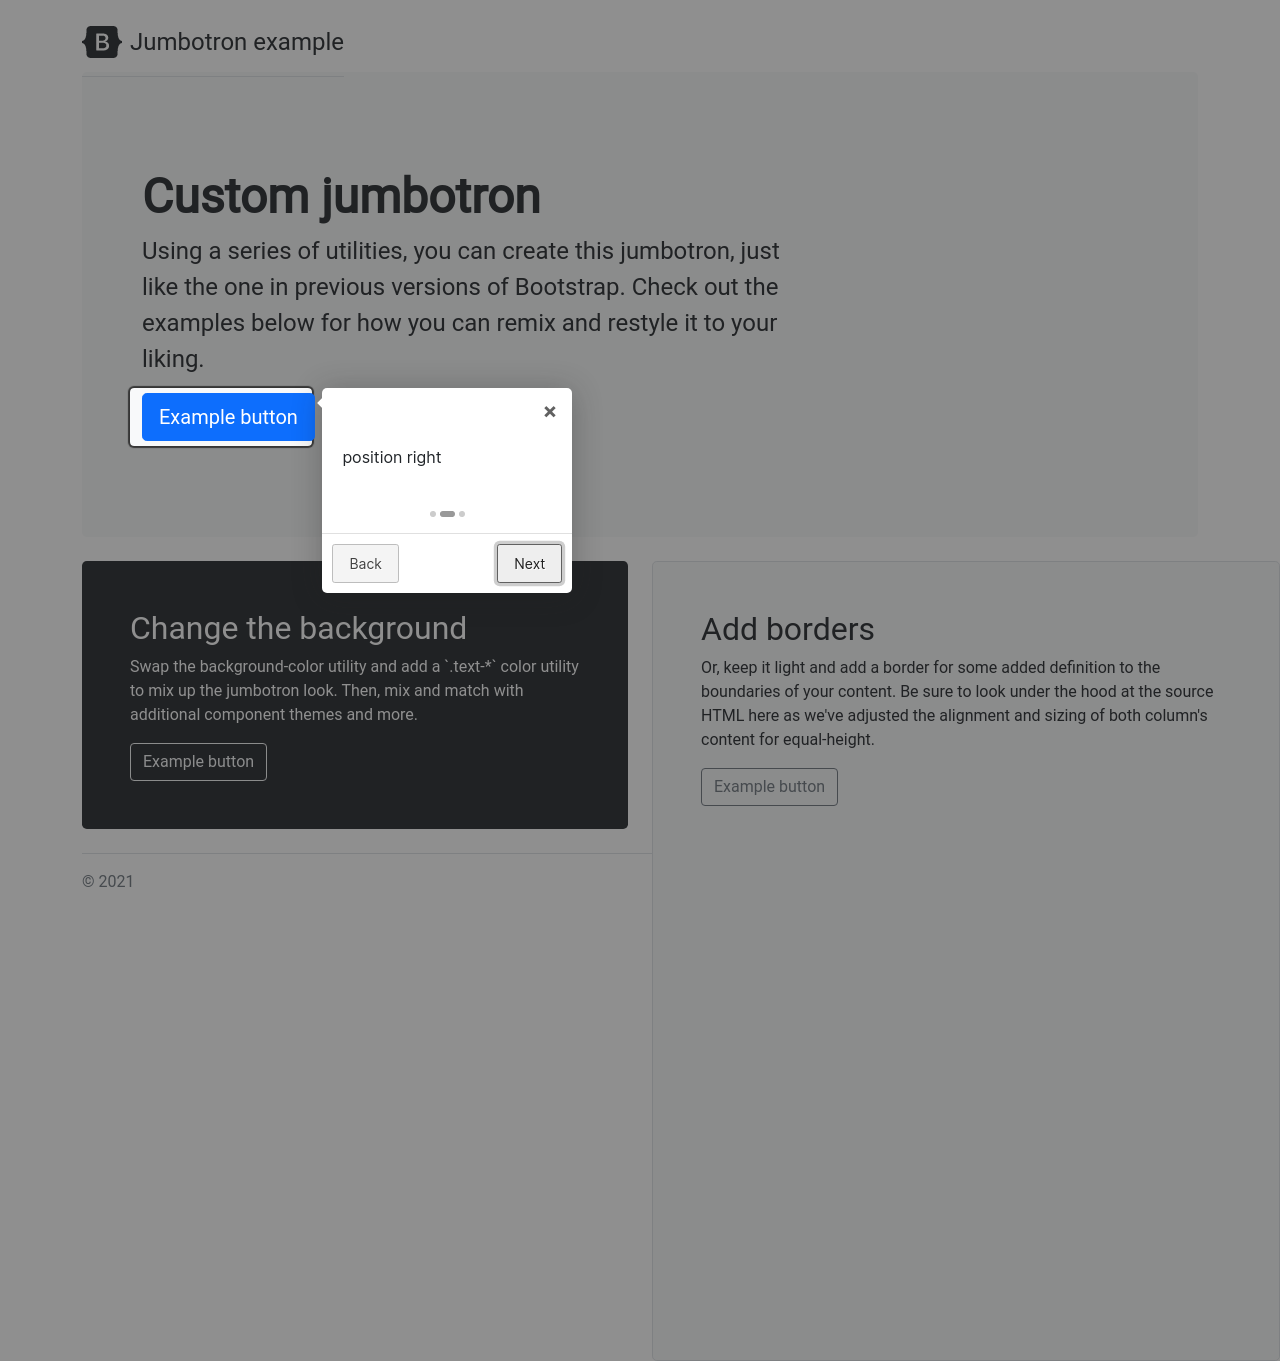 B Jumbotron example
Custom jumbotron
Using a series of utilities, you can create this jumbotron, just
like the one in previous versions of Bootstrap. Check out the
examples below for how you can remix and restyle it to your
liking.
Example button
×
position right
Back Next
Change the background
Swap the background-color utility and add a `.text-*` color utility
to mix up the jumbotron look. Then, mix and match with
additional component themes and more.
Example button
Add borders
Or, keep it light and add a border for some added definition to the
boundaries of your content. Be sure to look under the hood at the source
HTML here as we've adjusted the alignment and sizing of both column's
content for equal-height.
Example button
© 2021